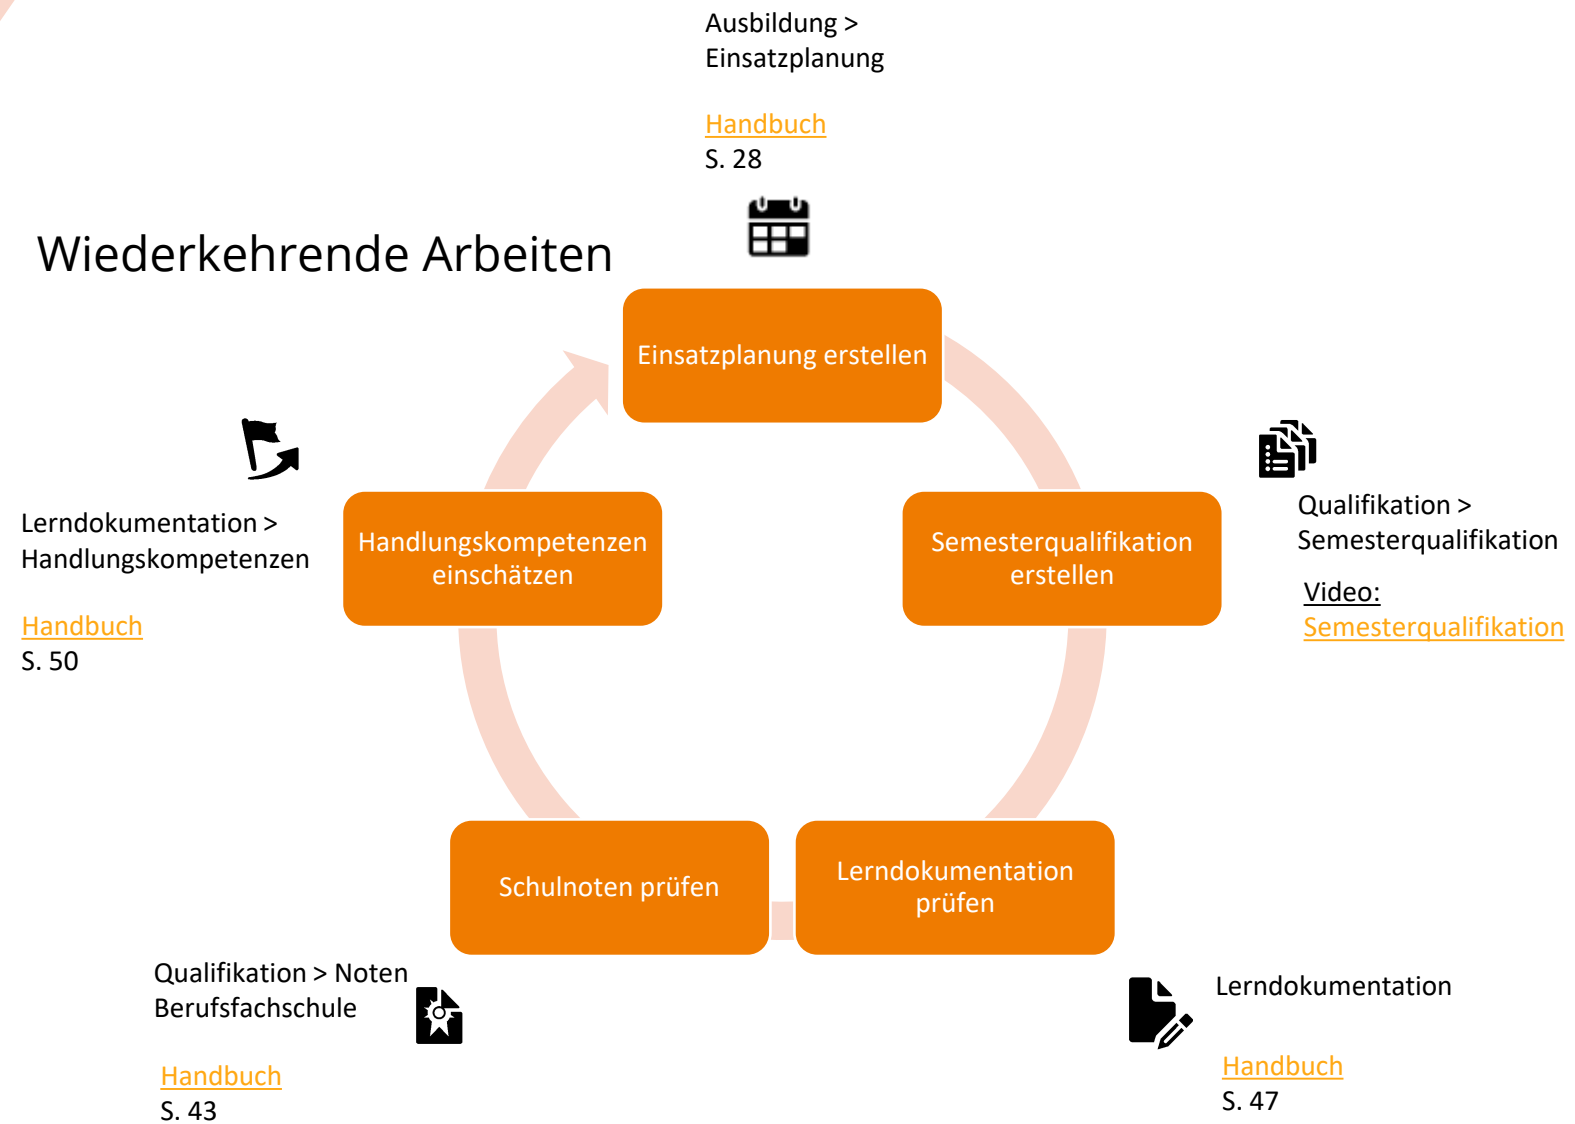 Ausbildung >
Einsatzplanung
Handbuch
S. 28
Wiederkehrende Arbeiten
Einsatzplanung erstellen
Semesterqualifikation
erstellen
Qualifikation >
Semesterqualifikation
Video:
Semesterqualifikation
Lerndokumentation
prüfen
Lerndokumentation
Handbuch
S. 47
Schulnoten prüfen
Qualifikation > Noten
Berufsfachschule
Handbuch
S. 43
Handlungskompetenzen
einschätzen
Lerndokumentation >
Handlungskompetenzen
Handbuch
S. 50